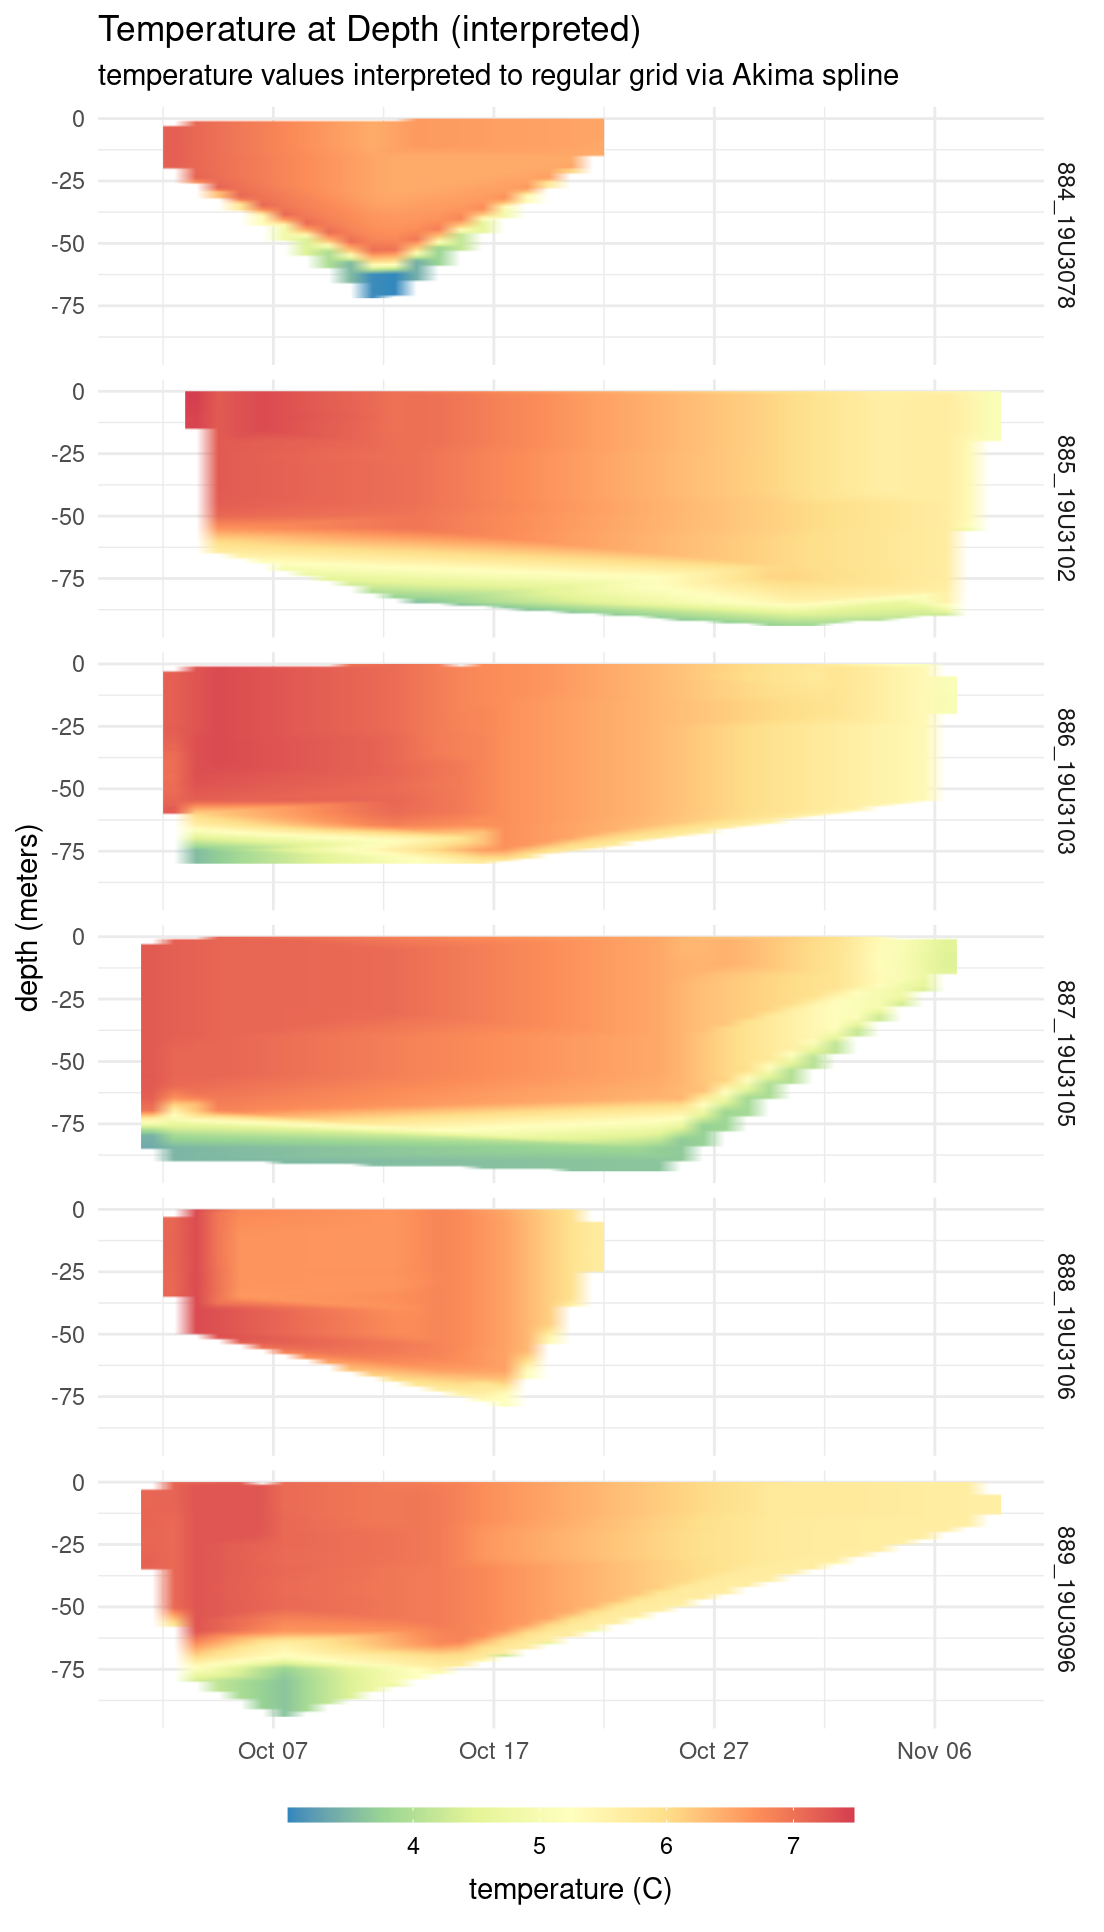 Temperature at Depth (interpreted)
temperature values interpreted to regular grid via Akima spline
depth (meters)
0
-25
-50
-75
884_19U3078
0
-25
-50
-75
885_19U3102
0
-25
-50
-75
886_19U3103
0
-25
-50
-75
887_19U3105
0
-25
-50
-75
888_19U3106
0
-25
-50
-75
889_19U3096
Oct 07 Oct 17 Oct 27 Nov 06
4 5 6 7
temperature (C)